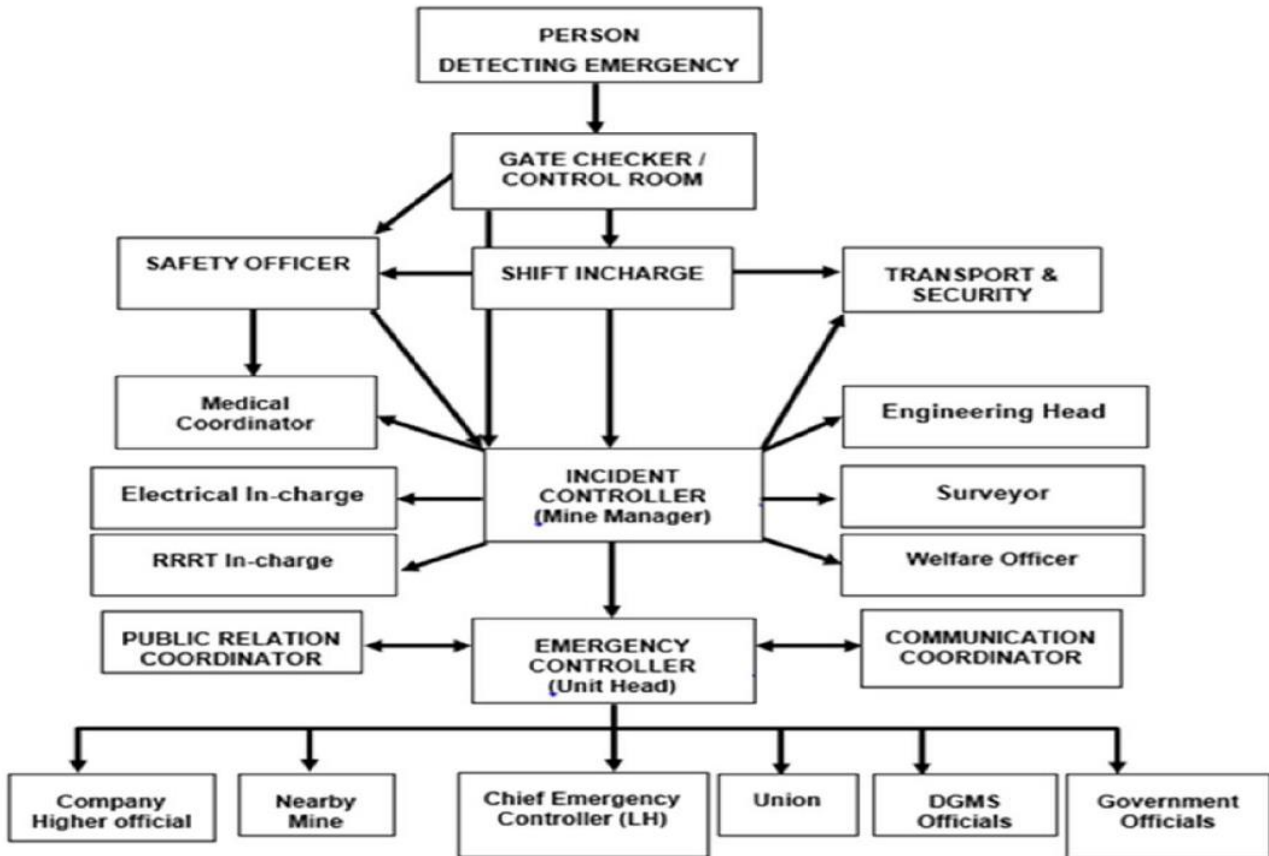 PERSON
DETECTING EMERGENCY
GATE CHECKER /
CONTROL ROOM
SAFETY OFFICER
SHIFT INCHARGE
TRANSPORT &
SECURITY
Medical
Coordinator
Engineering Head
INCIDENT
CONTROLLER
(Mine Manager)
Electrical In-charge
Surveyor
RRRT In-charge
Welfare Officer
PUBLIC RELATION
COORDINATOR
EMERGENCY
CONTROLLER
(Unit Head)
COMMUNICATION
COORDINATOR
Company
Higher official
Nearby
Mine
Chief Emergency
Controller (LH)
Union
DGMS
Officials
Government
Officials